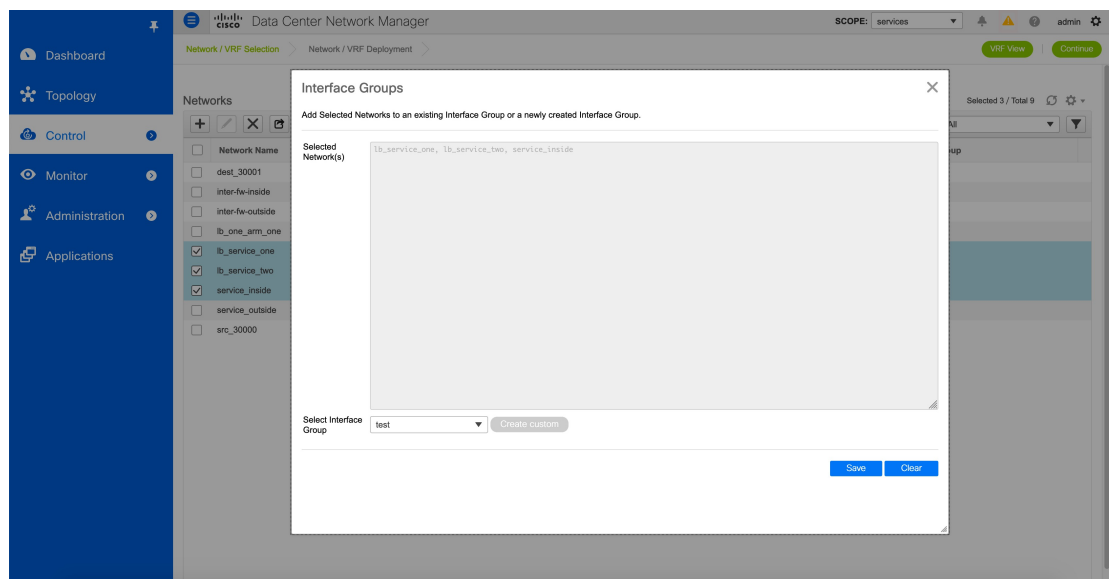 CISCO Data Center Network Manager
SCOPE: services
admin
Dashboard
Topology
Control
Monitor
Administration
Applications
Network / VRF Selection
Network / VRF Deployment
VRF View
Continue
Networks
Selected 3 / Total 9
All
Network Name
dest_30001
inter-fw-inside
inter-fw-outside
lb_one_arm_one
lb_service_one
lb_service_two
service_inside
service_outside
src_30000
Interface Groups
Add Selected Networks to an existing Interface Group or a newly created Interface Group.
Selected
Network(s)
lb_service_one, lb_service_two, service_inside
Select Interface
Group
test
Create custom
Save
Clear